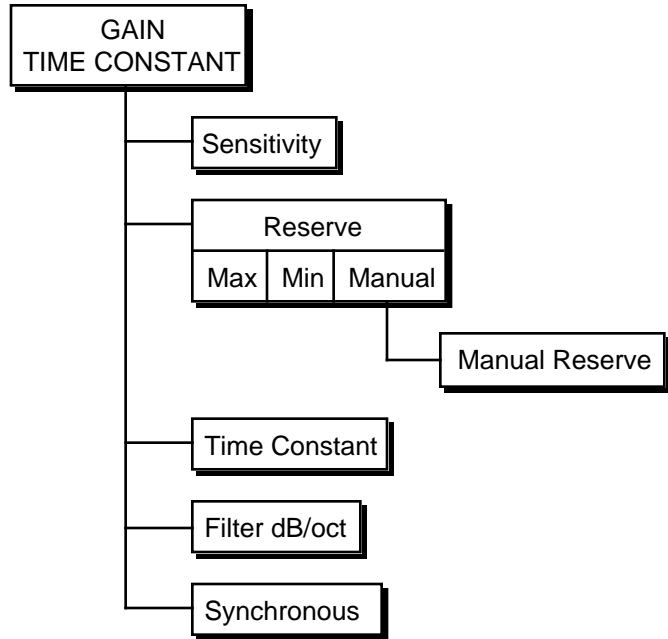 GAIN
TIME CONSTANT
Sensitivity
Reserve
Max Min Manual
Manual Reserve
Time Constant
Filter dB/oct
Synchronous